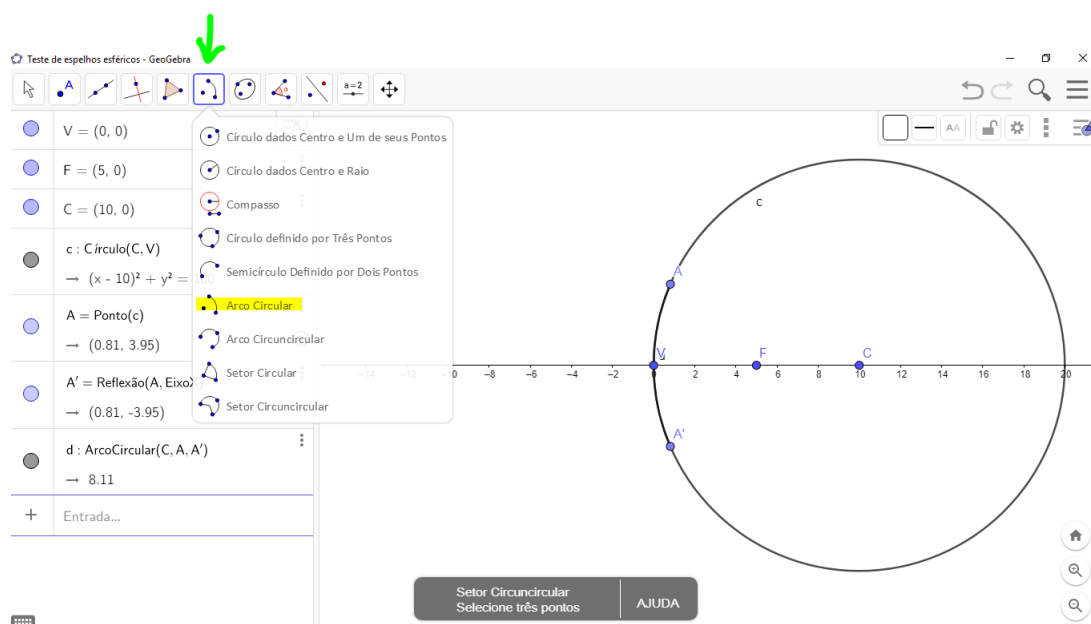 Teste de espelhos esféricos - GeoGebra
A
a=2
V = (0, 0)
F = (5, 0)
C = (10, 0)
c : Círculo(C, V)
→ (x - 10)² + y² =
A = Ponto(c)
→ (0.81, 3.95)
A′ = Reflexão(A, EixoX
→ (0.81, -3.95)
d : ArcoCircular(C, A, A′)
→ 8.11
+ Entrada...
Círculo dados Centro e Um de seus Pontos
Círculo dados Centro e Raio
Compasso
Círculo definido por Três Pontos
Semicírculo Definido por Dois Pontos
Arco Circular
Arco Circuncircular
Setor Circular
Setor Circuncircular
AA
c
A
V F C
-14 -12 -10 -8 -6 -4 -2 0 2 4 6 8 10 12 14 16 18 20
A'
Setor Circuncircular
Selecione três pontos
AJUDA